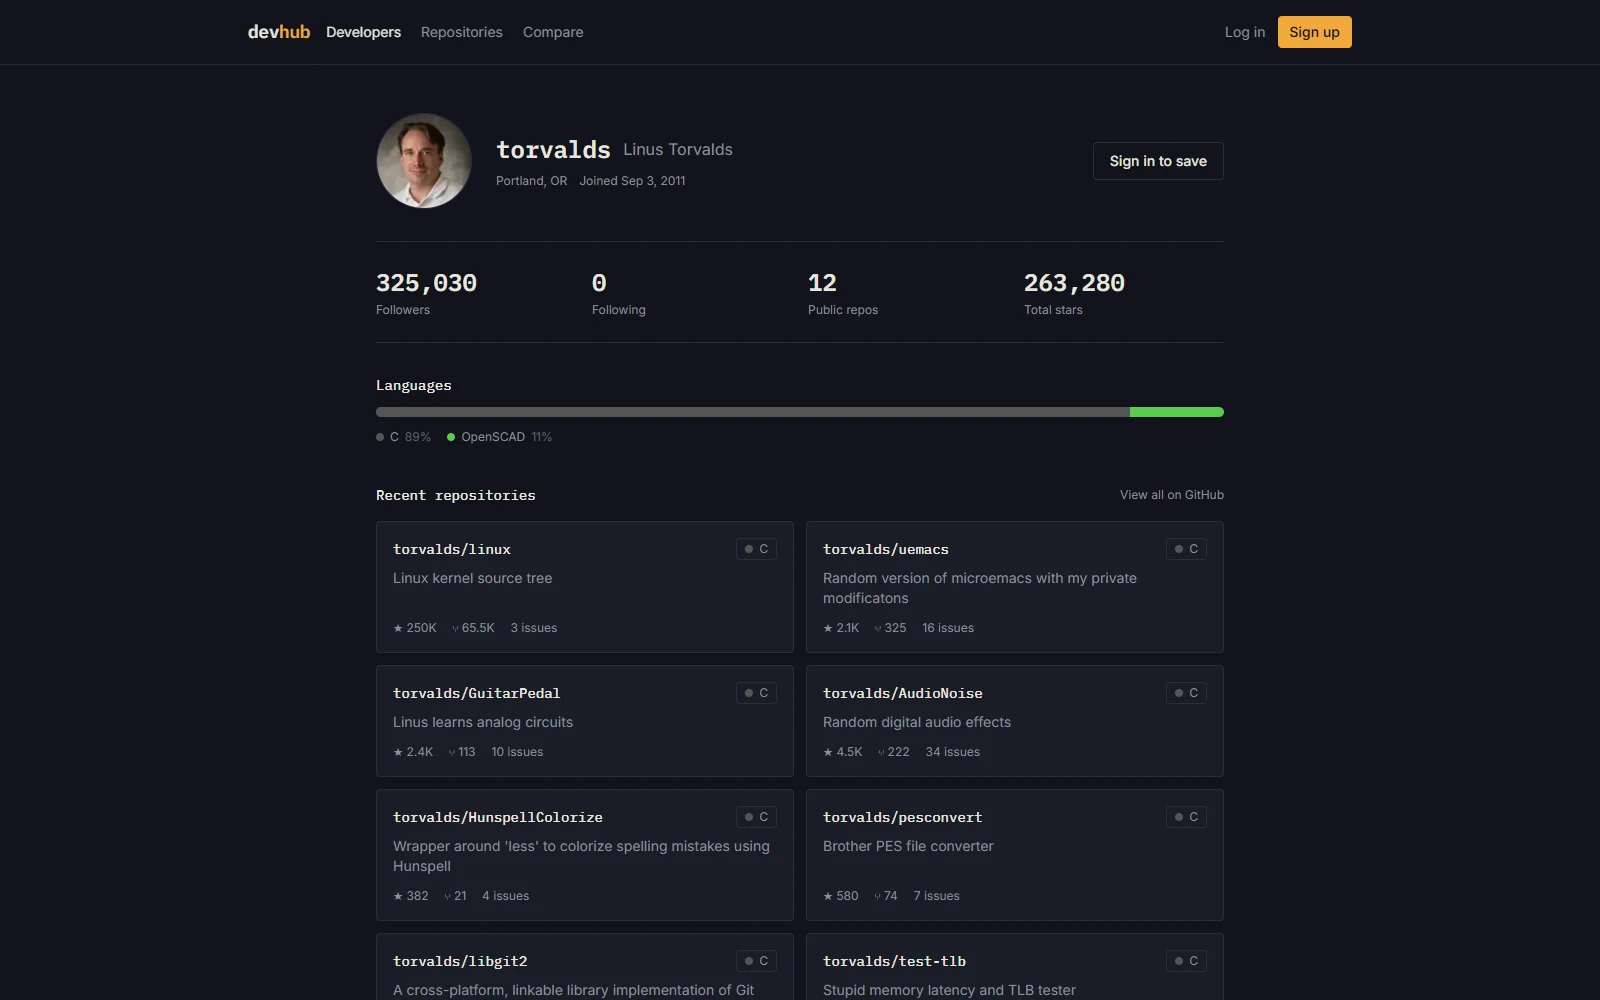 devhub Developers Repositories Compare Log in Sign up
torvalds Linus Torvalds
Portland, OR Joined Sep 3, 2011
Sign in to save
325,030 0 12 263,280
Followers Following Public repos Total stars
Languages
C 89% OpenSCAD 11%
Recent repositories View all on GitHub
torvalds/linux C
Linux kernel source tree
★ 250K 65.5K 3 issues
torvalds/uemacs C
Random version of microemacs with my private
modificatons
★ 2.1K 325 16 issues
torvalds/GuitarPedal C
Linus learns analog circuits
★ 2.4K 113 10 issues
torvalds/AudioNoise C
Random digital audio effects
★ 4.5K 222 34 issues
torvalds/HunspellColorize C
Wrapper around 'less' to colorize spelling mistakes using
Hunspell
★ 382 21 4 issues
torvalds/pesconvert C
Brother PES file converter
★ 580 74 7 issues
torvalds/libgit2 C
A cross-platform, linkable library implementation of Git
torvalds/test-tlb C
Stupid memory latency and TLB tester